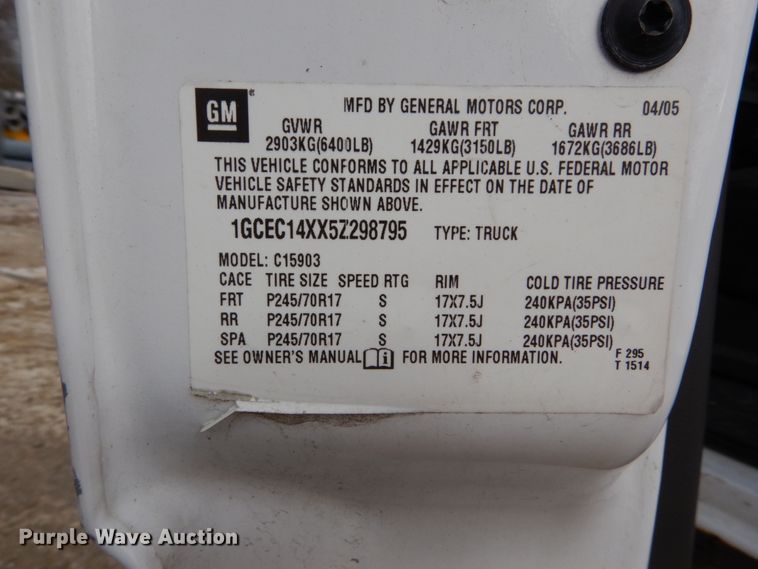 GM
MFD BY GENERAL MOTORS CORP. 04/05
GVWR GAWR FRT GAWR RR
2903KG(6400LB) 1429KG(3150LB) 1672KG(3686LB)
THIS VEHICLE CONFORMS TO ALL APPLICABLE U.S. FEDERAL MOTOR
VEHICLE SAFETY STANDARDS IN EFFECT ON THE DATE OF
MANUFACTURE SHOWN ABOVE.
1GCEC14XX5Z298795 TYPE: TRUCK
MODEL: C15903
CACE TIRE SIZE SPEED RTG RIM COLD TIRE PRESSURE
FRT P245/70R17 S 17X7.5J 240KPA(35PSI)
RR P245/70R17 S 17X7.5J 240KPA(35PSI)
SPA P245/70R17 S 17X7.5J 240KPA(35PSI)
SEE OWNER'S MANUAL i FOR MORE INFORMATION.
F 295
T 1514
Purple Wave Auction